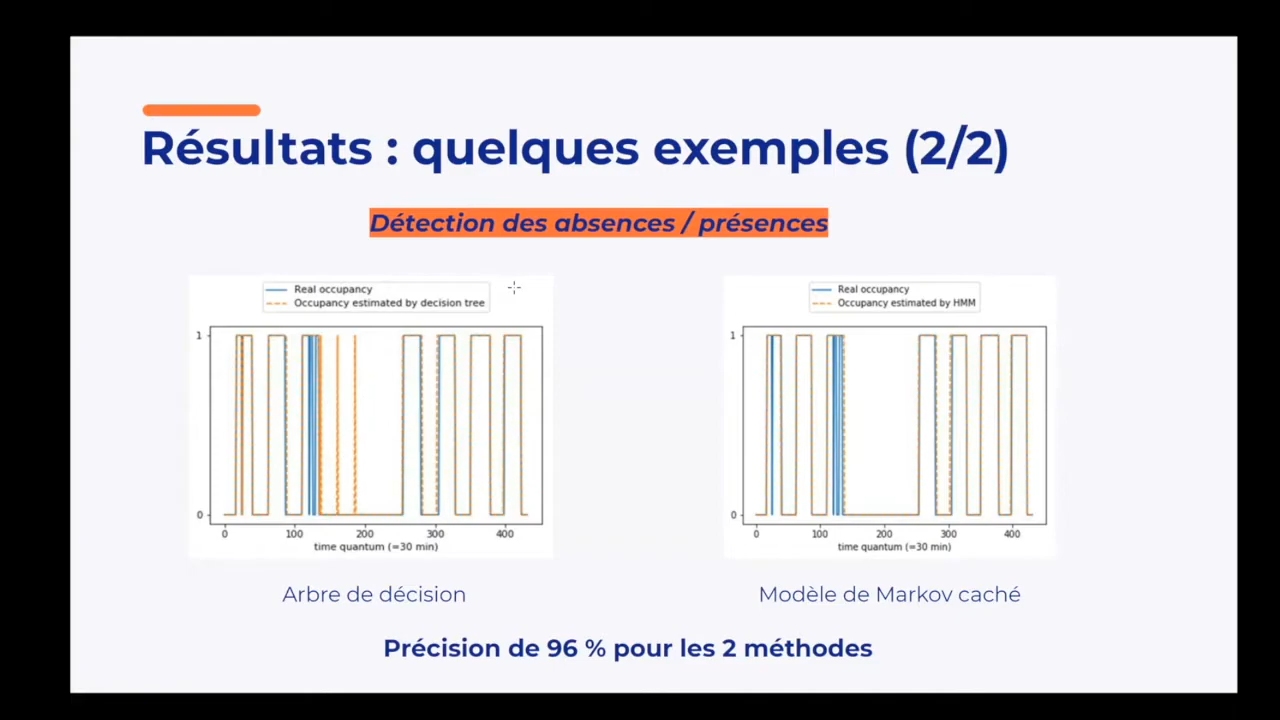 Résultats : quelques exemples (2/2)
Détection des absences / présences
Real occupancy
Occupancy estimated by decision tree
1
0
0 100 200 300 400
time quantum (=30 min)
Arbre de décision
Real occupancy
Occupancy estimated by HMM
1
0
0 100 200 300 400
time quantum (=30 min)
Modèle de Markov caché
Précision de 96 % pour les 2 méthodes